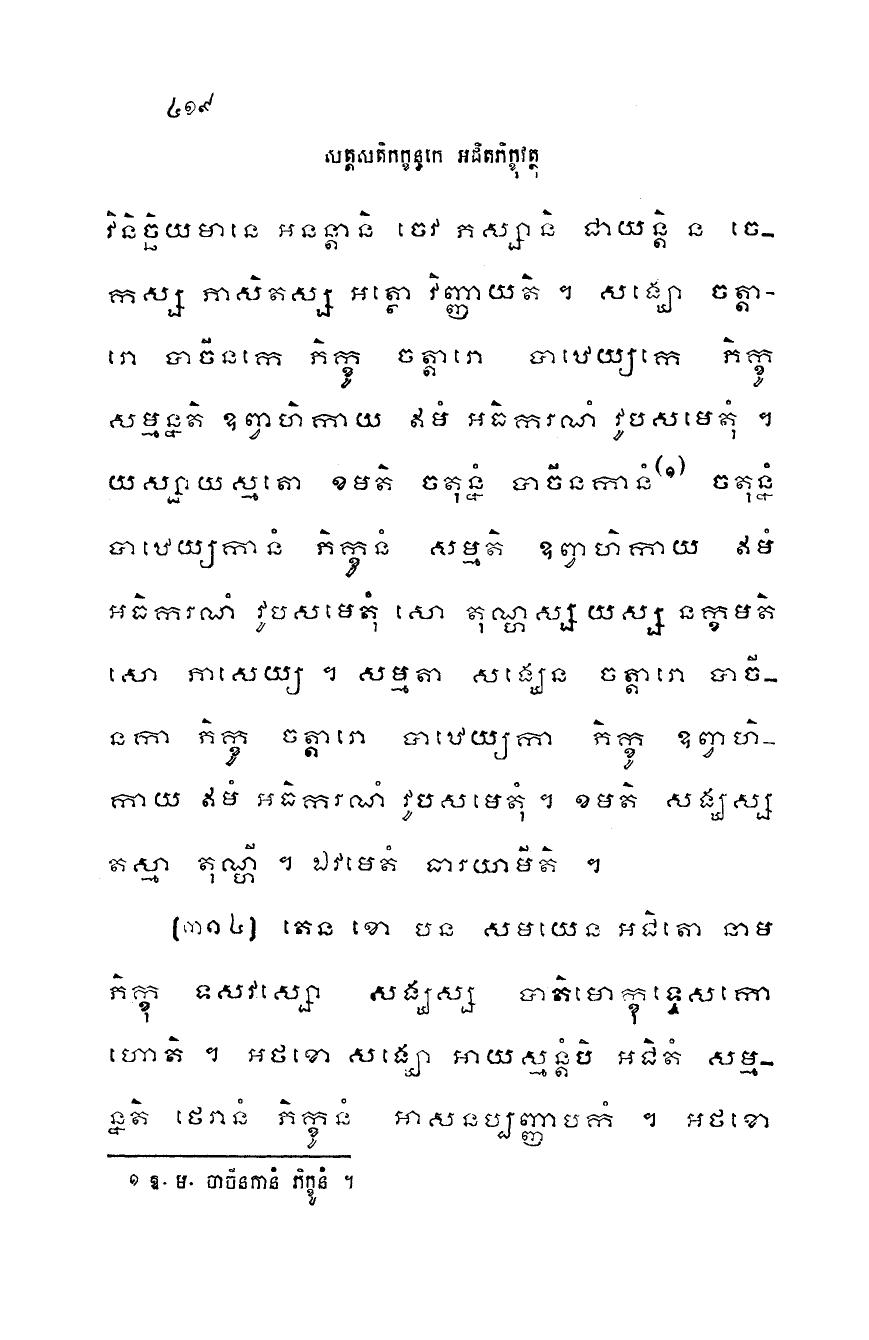 ៤១៩
សត្តសតិកក្ខន្ធកេ អជិតភិក្ខុវត្ថុ
វិនិច្ឆិយមានេ អនន្តានិ ចេវ ភស្សានិ ជាយន្តិ ន ចេ-
កស្ស ភាសិតស្ស អត្ថោ វិញ្ញាយតិ ។ សង្ឃោ ចត្តា-
រោ បាចីនកេ ភិក្ខូ ចត្តារោ បាឋេយ្យកេ ភិក្ខូ
សម្មន្នតិ ឧព្វាហិកាយ ឥមំ អធិករណំ វូបសមេតុំ ។
យស្សាយស្មតោ ខមតិ ចតុន្នំ បាចីនកានំ(១) ចតុន្នំ
បាឋេយ្យកានំ ភិក្ខូនំ សម្មតិ ឧព្វាហិកាយ ឥមំ
អធិករណំ វូបសមេតុំ សោ តុណ្ហស្ស យស្ស នក្ខមតិ
សោ ភាសេយ្យ ។ សម្មតា សង្ឃេន ចត្តារោ បាចី-
នកា ភិក្ខូ ចត្តារោ បាឋេយ្យកា ភិក្ខូ ឧព្វាហិ-
កាយ ឥមំ អធិករណំ វូបសមេតុំ ។ ខមតិ សង្ឃស្ស
តស្មា តុណ្ហី ។ ឯវមេតំ ធារយាមីតិ ។
[៣១៤] តេន ខោ បន សមយេន អជិតោ នាម
ភិក្ខុ ទសវស្សោ សង្ឃស្ស បាតិមោក្ខុទ្ទេសកោ
ហោតិ ។ អថខោ សង្ឃោ អាយស្មន្តំបិ អជិតំ សម្ម-
ន្នតិ ថេរានំ ភិក្ខូនំ អាសនប្បញ្ញាបកំ ។ អថខោ
១ ឧ. ម. បាចីនកានំ ភិក្ខូនំ ។